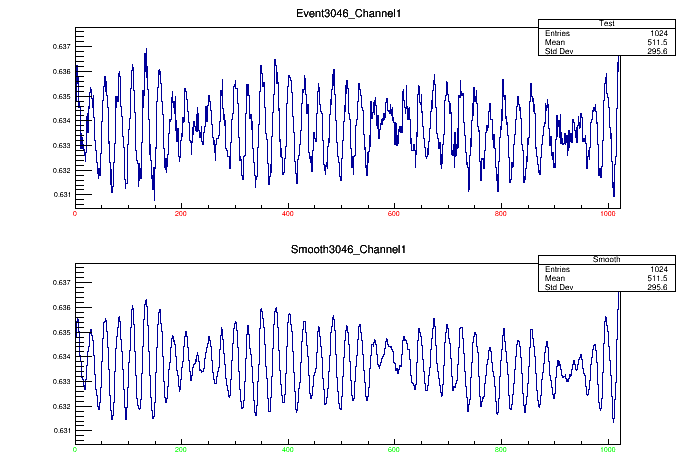 Event3046_Channel1
Test
Entries 1024
Mean 511.5
Std Dev 295.6
0.637
0.636
0.635
0.634
0.633
0.632
0.631
0 200 400 600 800 1000
Smooth3046_Channel1
Smooth
Entries 1024
Mean 511.5
Std Dev 295.6
0.637
0.636
0.635
0.634
0.633
0.632
0.631
0 200 400 600 800 1000